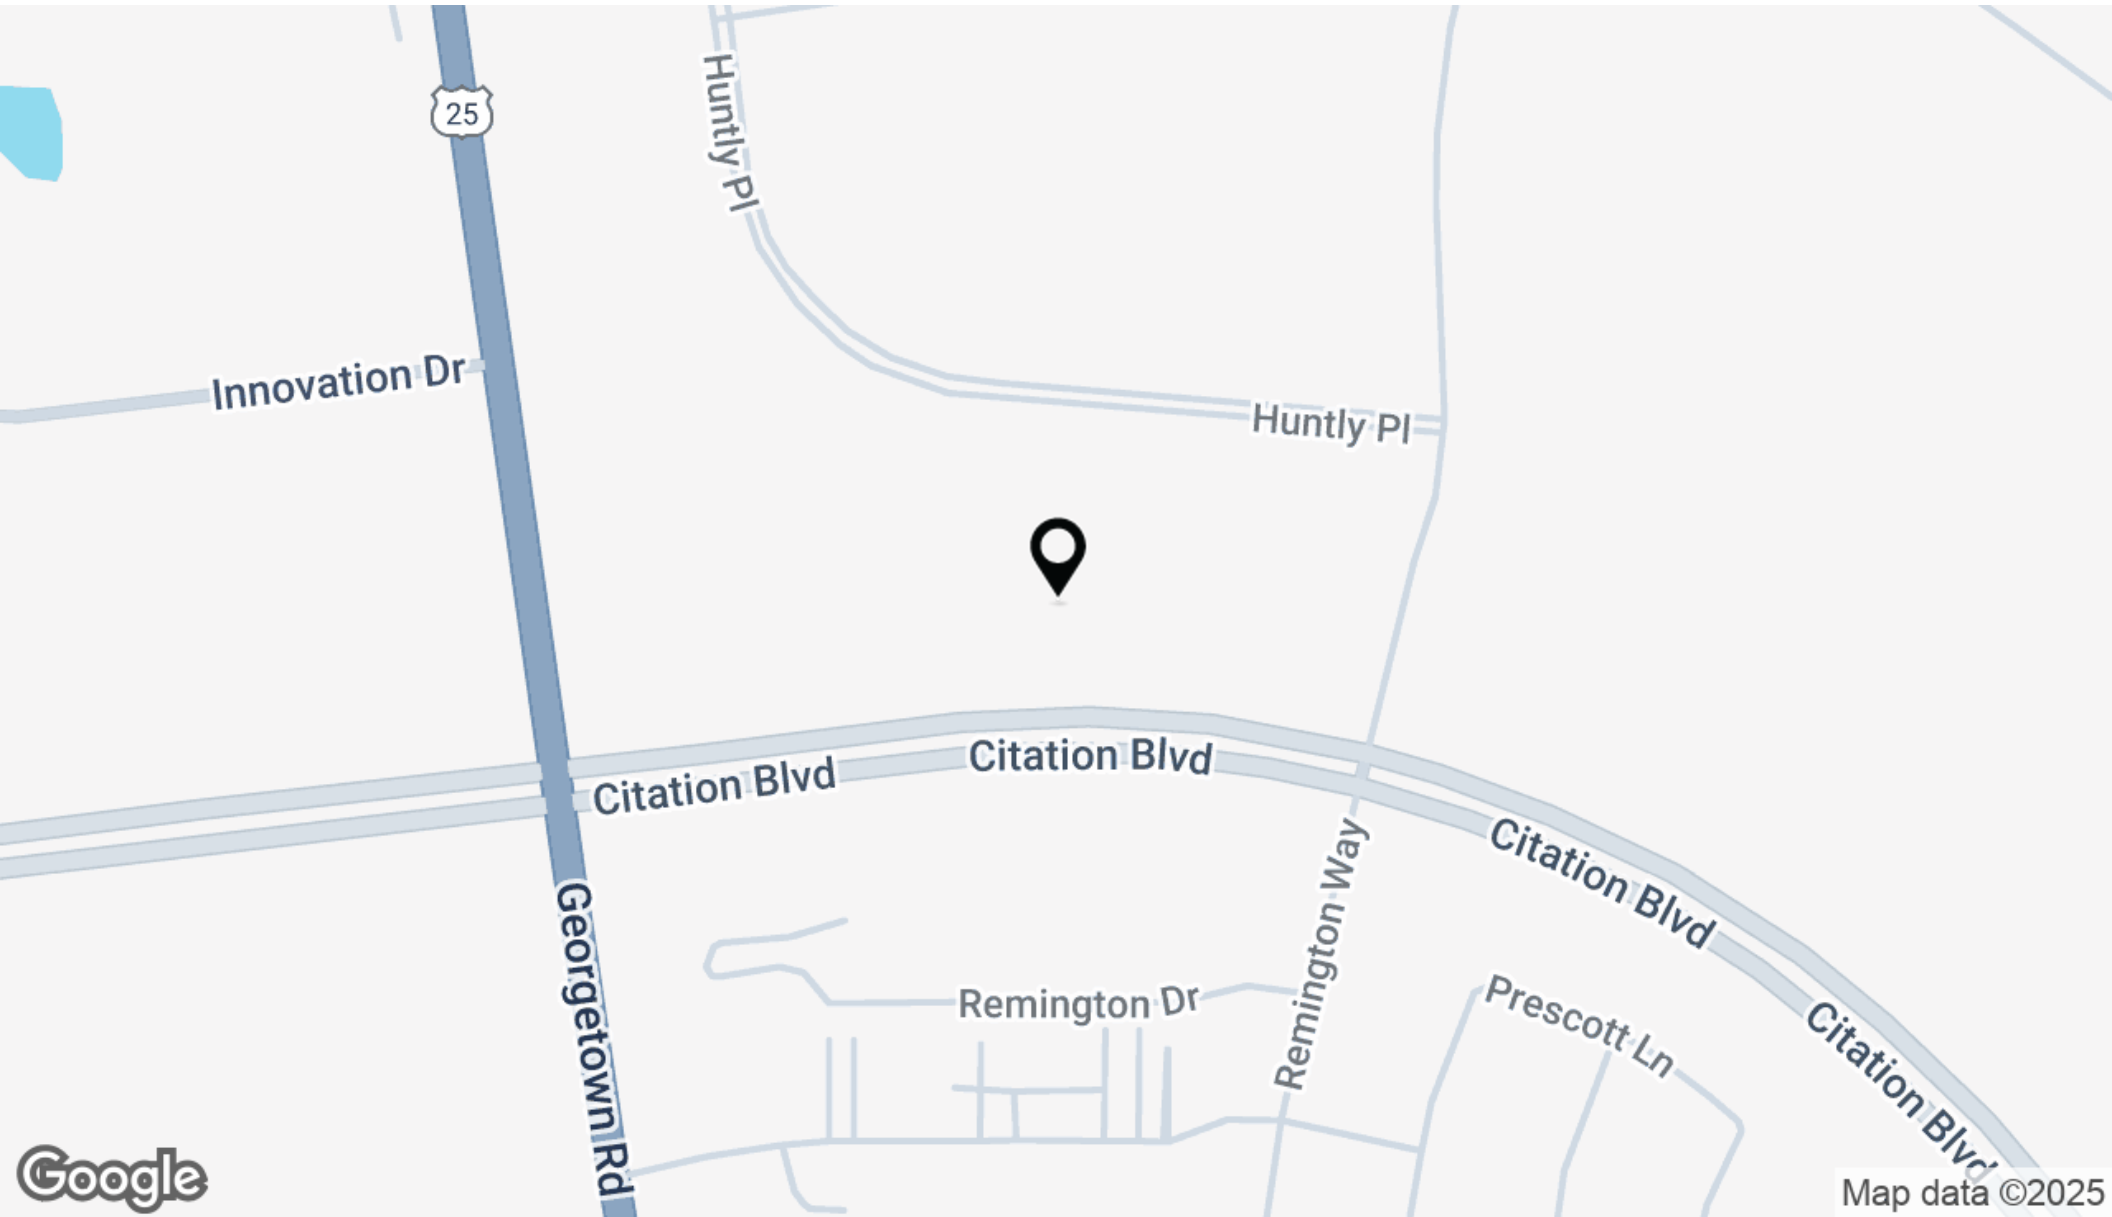 25
Huntly Pl
Innovation Dr
Huntly Pl
Citation Blvd
Citation Blvd
Citation Blvd
Remington Way
Georgetown Rd
Remington Dr
Prescott Ln
Citation Blvd
Google
Map data ©2025